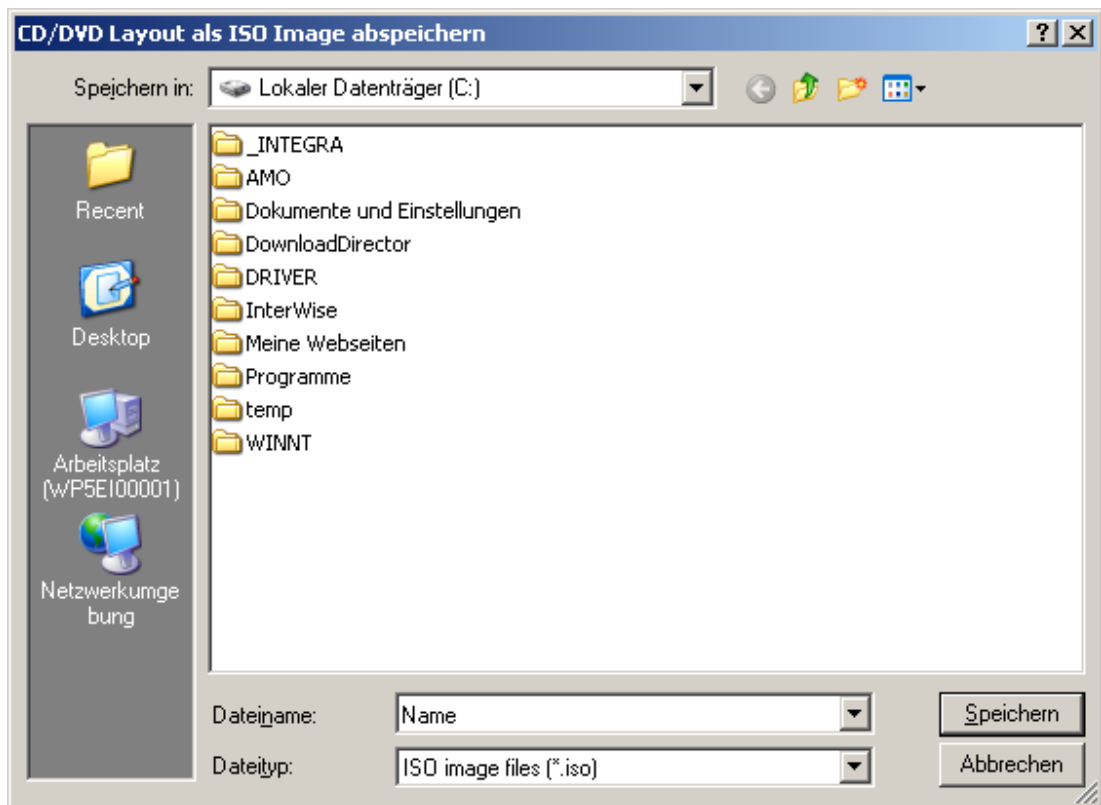 CD/DVD Layout als ISO Image abspeichern
Speichern in:
Lokaler Datenträger (C:)
Recent
Desktop
Arbeitsplatz
(WP5EI00001)
Netzwerkumge
bung
_INTEGRA
AMO
Dokumente und Einstellungen
DownloadDirector
DRIVER
InterWise
Meine Webseiten
Programme
temp
WINNT
Dateiname:
Name
Speichern
Dateityp:
ISO image files (*.iso)
Abbrechen